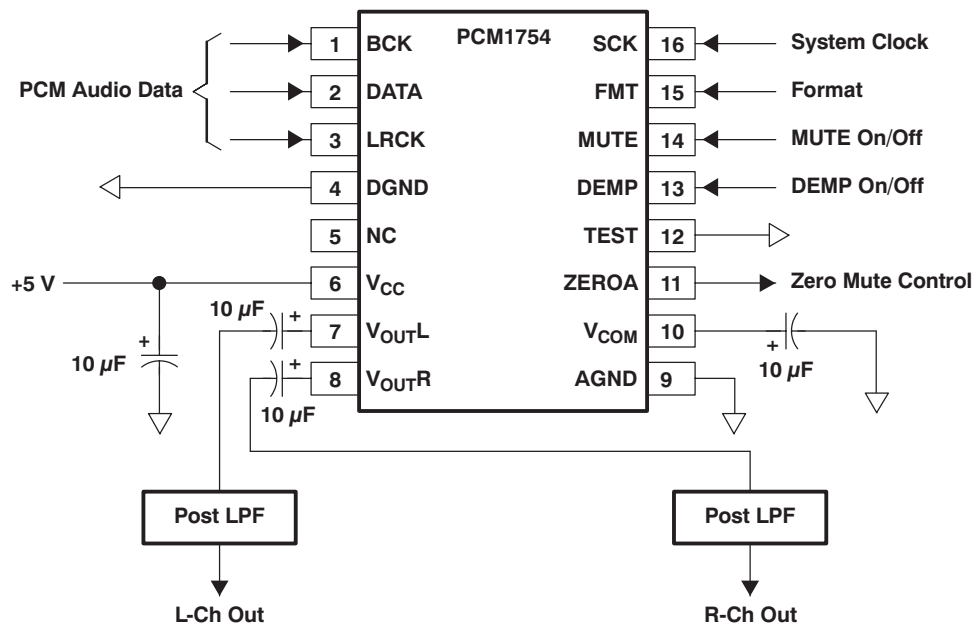 PCM1754
PCM Audio Data
1 BCK
2 DATA
3 LRCK
4 DGND
5 NC
6 VCC
7 VOUTL
8 VOUTR
SCK 16 System Clock
FMT 15 Format
MUTE 14 MUTE On/Off
DEMP 13 DEMP On/Off
TEST 12
ZEROA 11 Zero Mute Control
VCOM 10
AGND 9
+5 V
10 µF +
+
10 µF
+
10 µF
+
10 µF
Post LPF
Post LPF
L-Ch Out
R-Ch Out